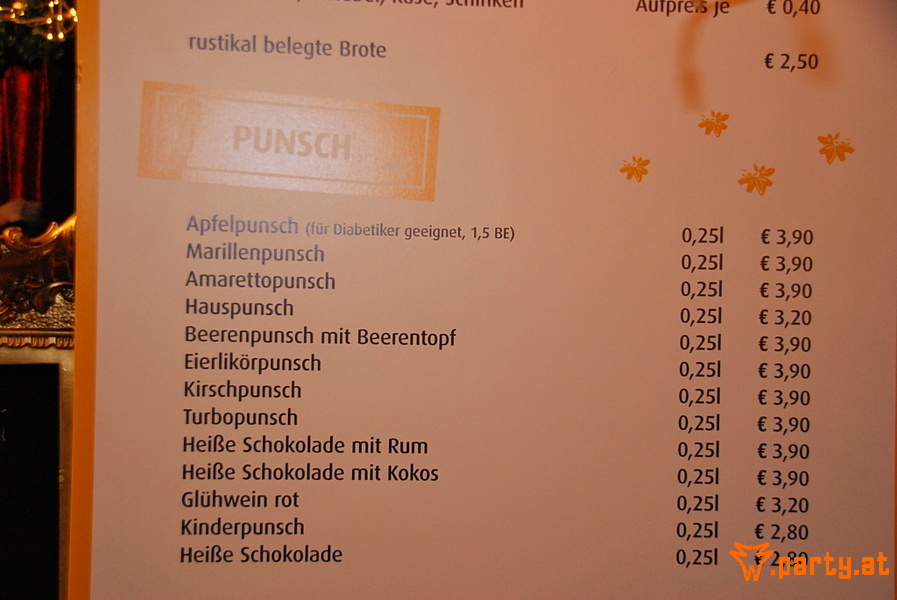 Käse, Schinken Aufpreis je € 0,40
rustikal belegte Brote € 2,50
PUNSCH
Apfelpunsch (für Diabetiker geeignet, 1,5 BE) 0,25l € 3,90
Marillenpunsch 0,25l € 3,90
Amarettopunsch 0,25l € 3,90
Hauspunsch 0,25l € 3,20
Beerenpunsch mit Beerentopf 0,25l € 3,90
Eierlikörpunsch 0,25l € 3,90
Kirschpunsch 0,25l € 3,90
Turbopunsch 0,25l € 3,90
Heiße Schokolade mit Rum 0,25l € 3,90
Heiße Schokolade mit Kokos 0,25l € 3,90
Glühwein rot 0,25l € 3,20
Kinderpunsch 0,25l € 2,80
Heiße Schokolade 0,25l € 2,80
w.party.at